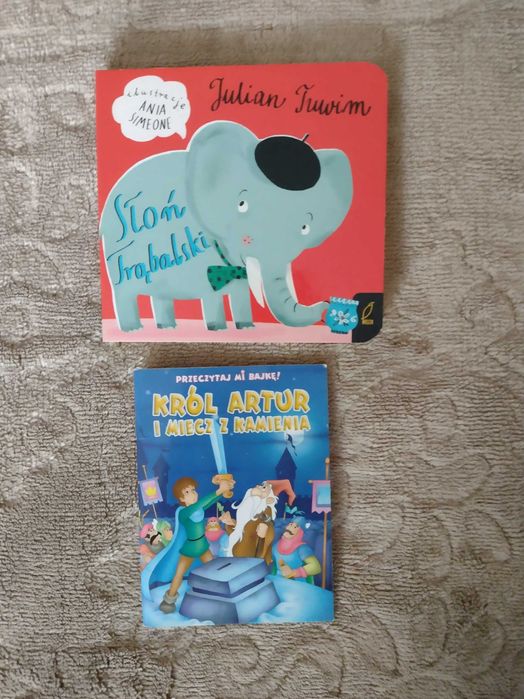 ilustracje
ANIA
SIMEONE
Julian Tuwim
Słoń
Trąbalski
PRZECZYTAJ MI BAJKĘ!
KRÓL ARTUR
I MIECZ Z KAMIENIA